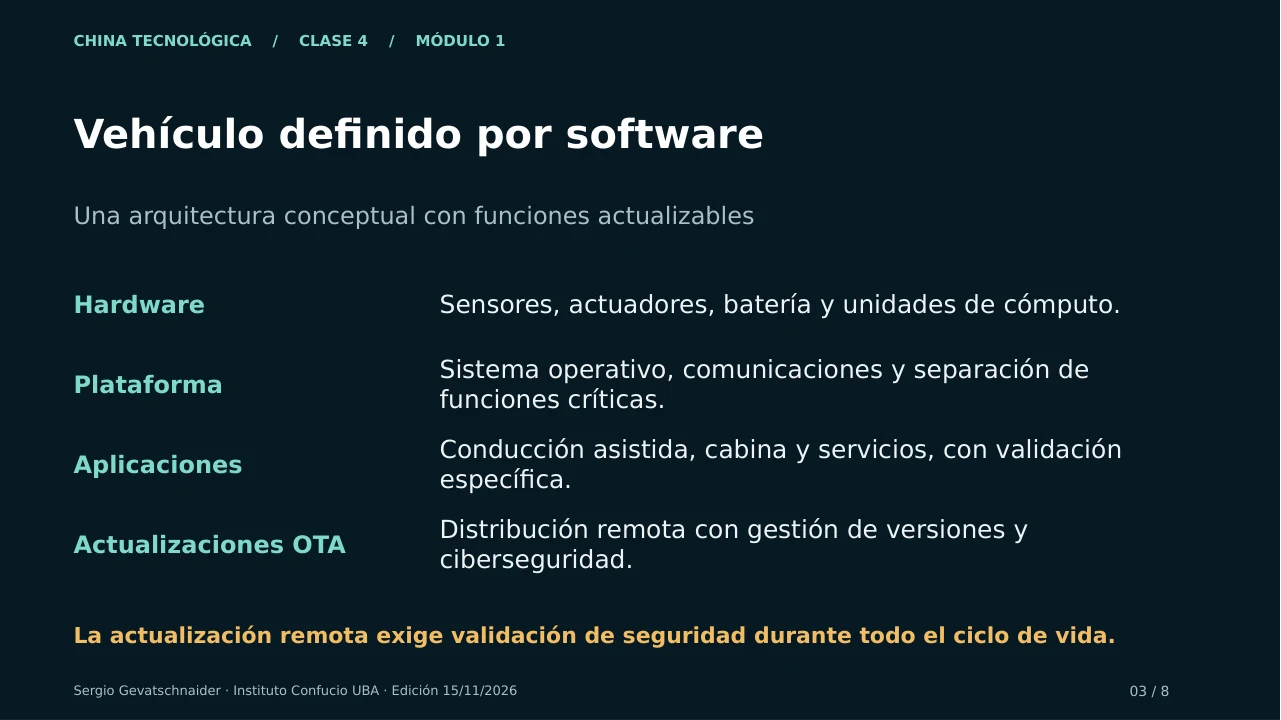 CHINA TECNOLÓGICA / CLASE 4 / MÓDULO 1
Vehículo definido por software
Una arquitectura conceptual con funciones actualizables
Hardware
Sensores, actuadores, batería y unidades de cómputo.
Plataforma
Sistema operativo, comunicaciones y separación de
funciones críticas.
Aplicaciones
Conducción asistida, cabina y servicios, con validación
específica.
Actualizaciones OTA
Distribución remota con gestión de versiones y
ciberseguridad.
La actualización remota exige validación de seguridad durante todo el ciclo de vida.
Sergio Gevatschnaider · Instituto Confucio UBA · Edición 15/11/2026
03 / 8